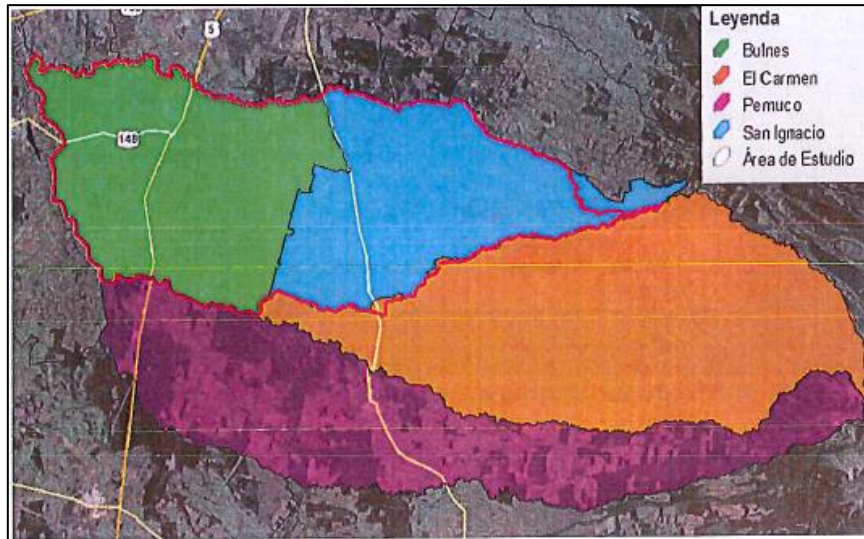 5
148
Leyenda
Bulnes
El Carmen
Pemuco
San Ignacio
Área de Estudio